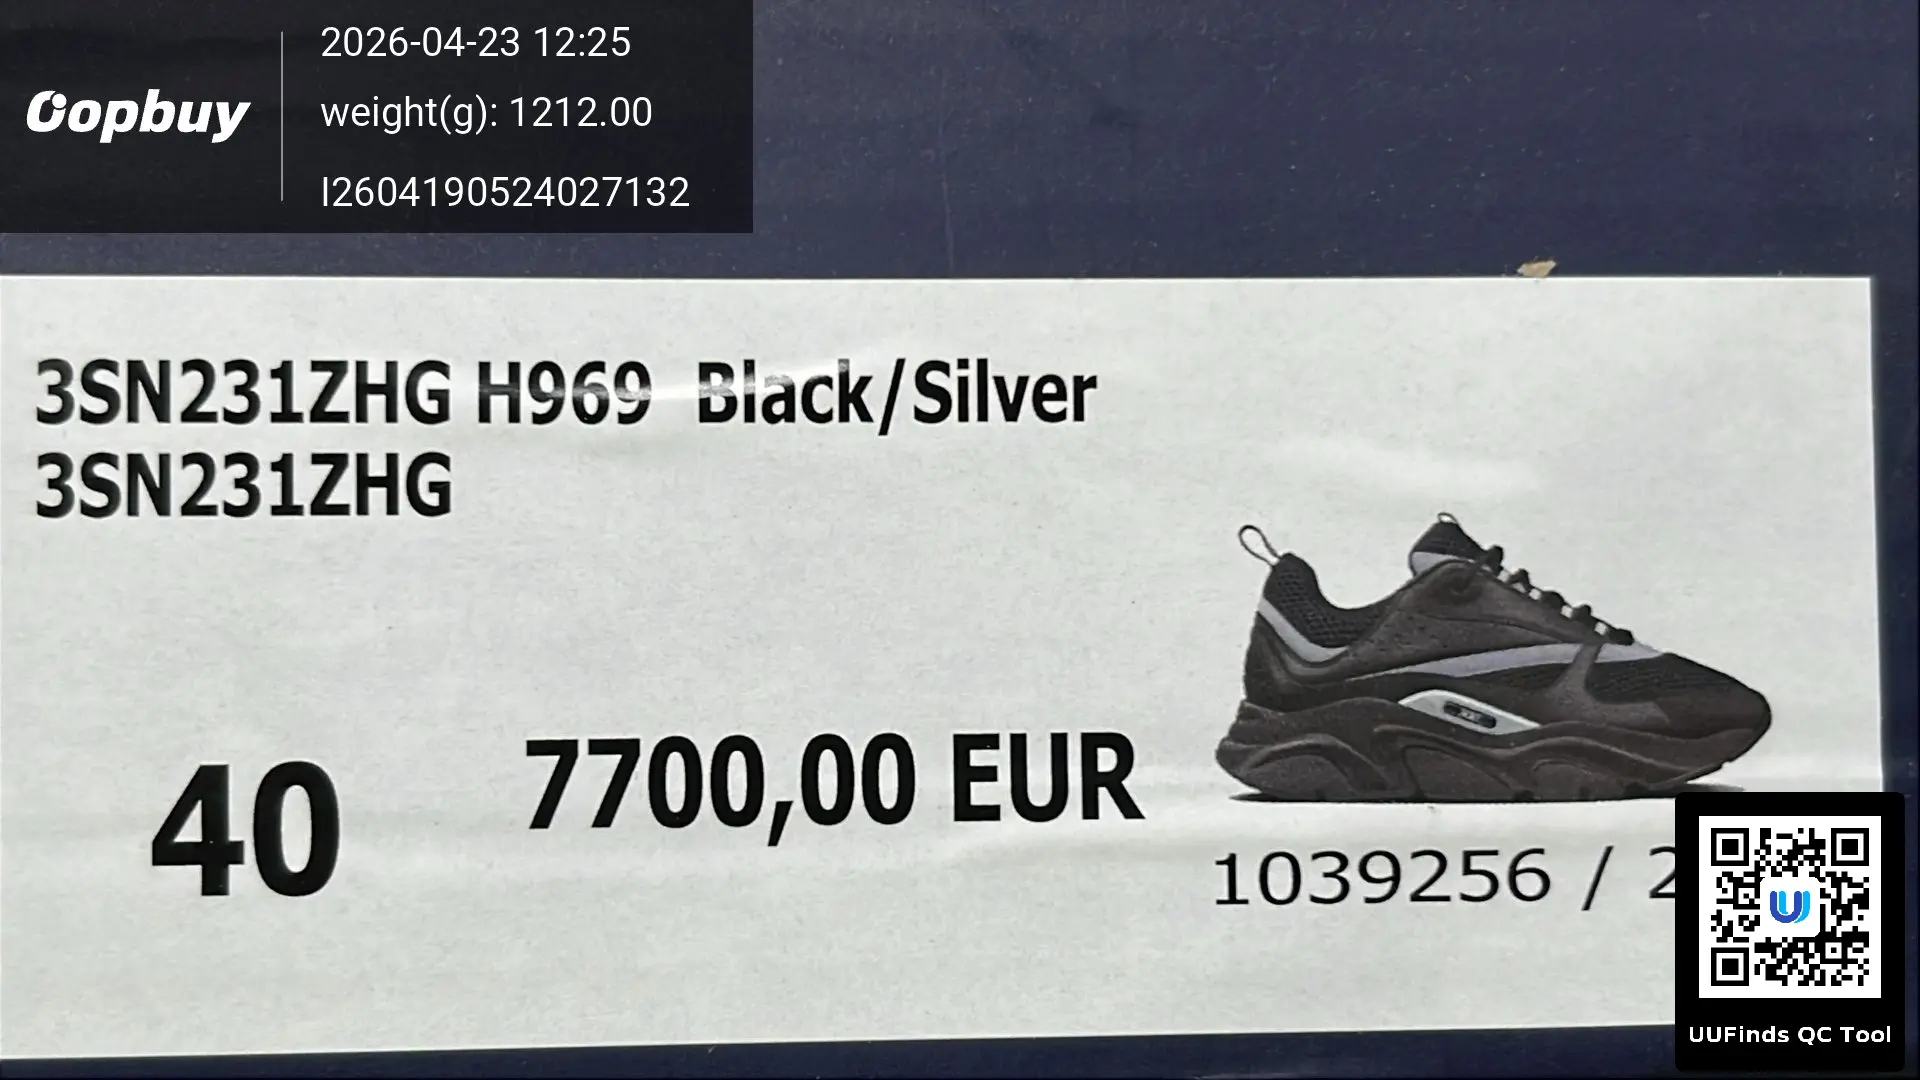 Oopbuy
2026-04-23 12:25
weight(g): 1212.00
I2604190524027132
3SN231ZHG H969 Black/Silver
3SN231ZHG
40
7700,00 EUR
1039256 / 2
UUFinds QC Tool